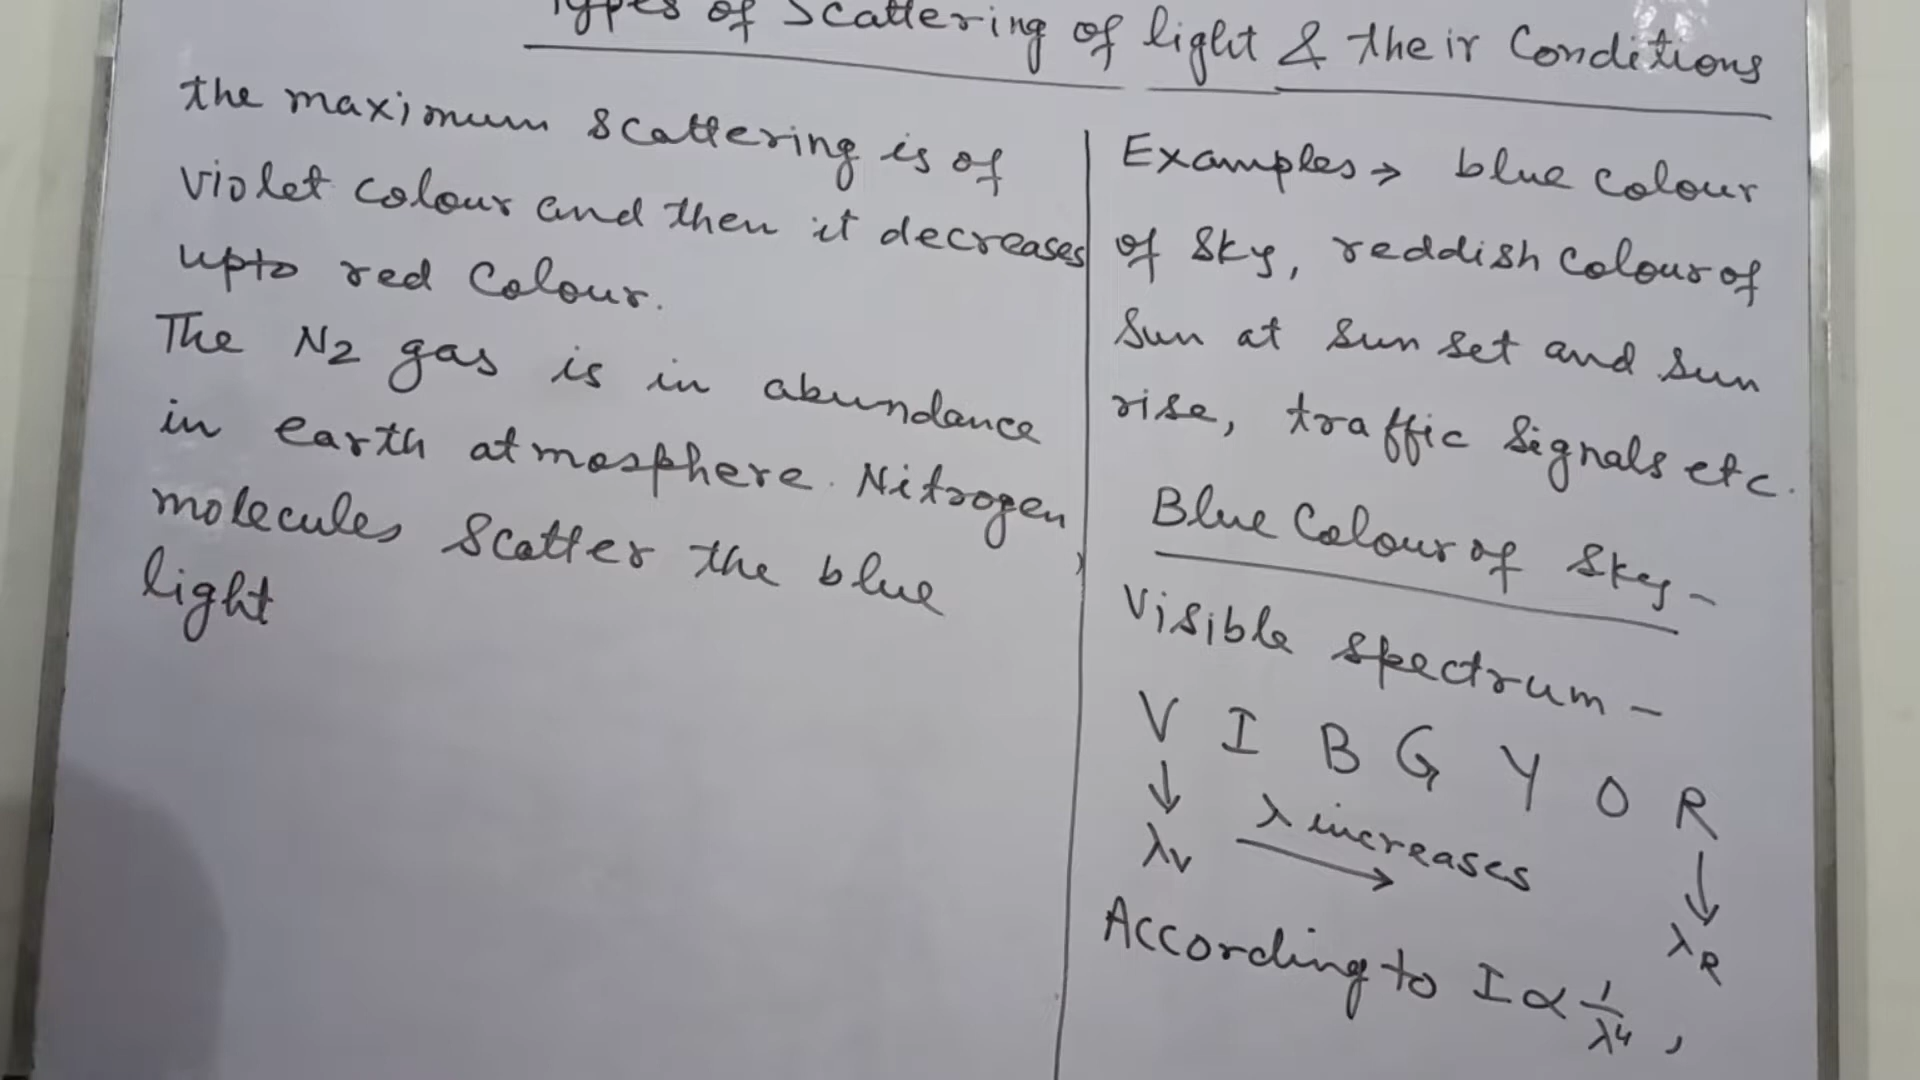 Types of Scattering of light & their Conditions
the maximum scattering is of
violet colour and then it decreases
upto red Colour.
The N2 gas is in abundance
in earth atmosphere. Nitrogen
molecules Scatter the blue
light
Examples → blue colour
of sky, reddish colour of
Sun at sun set and sun
rise, traffic signals etc.
Blue Colour of Sky -
Visible spectrum -
V I B G Y O R
λ increases
λv
λR
According to I ∝ 1/λ4 ,